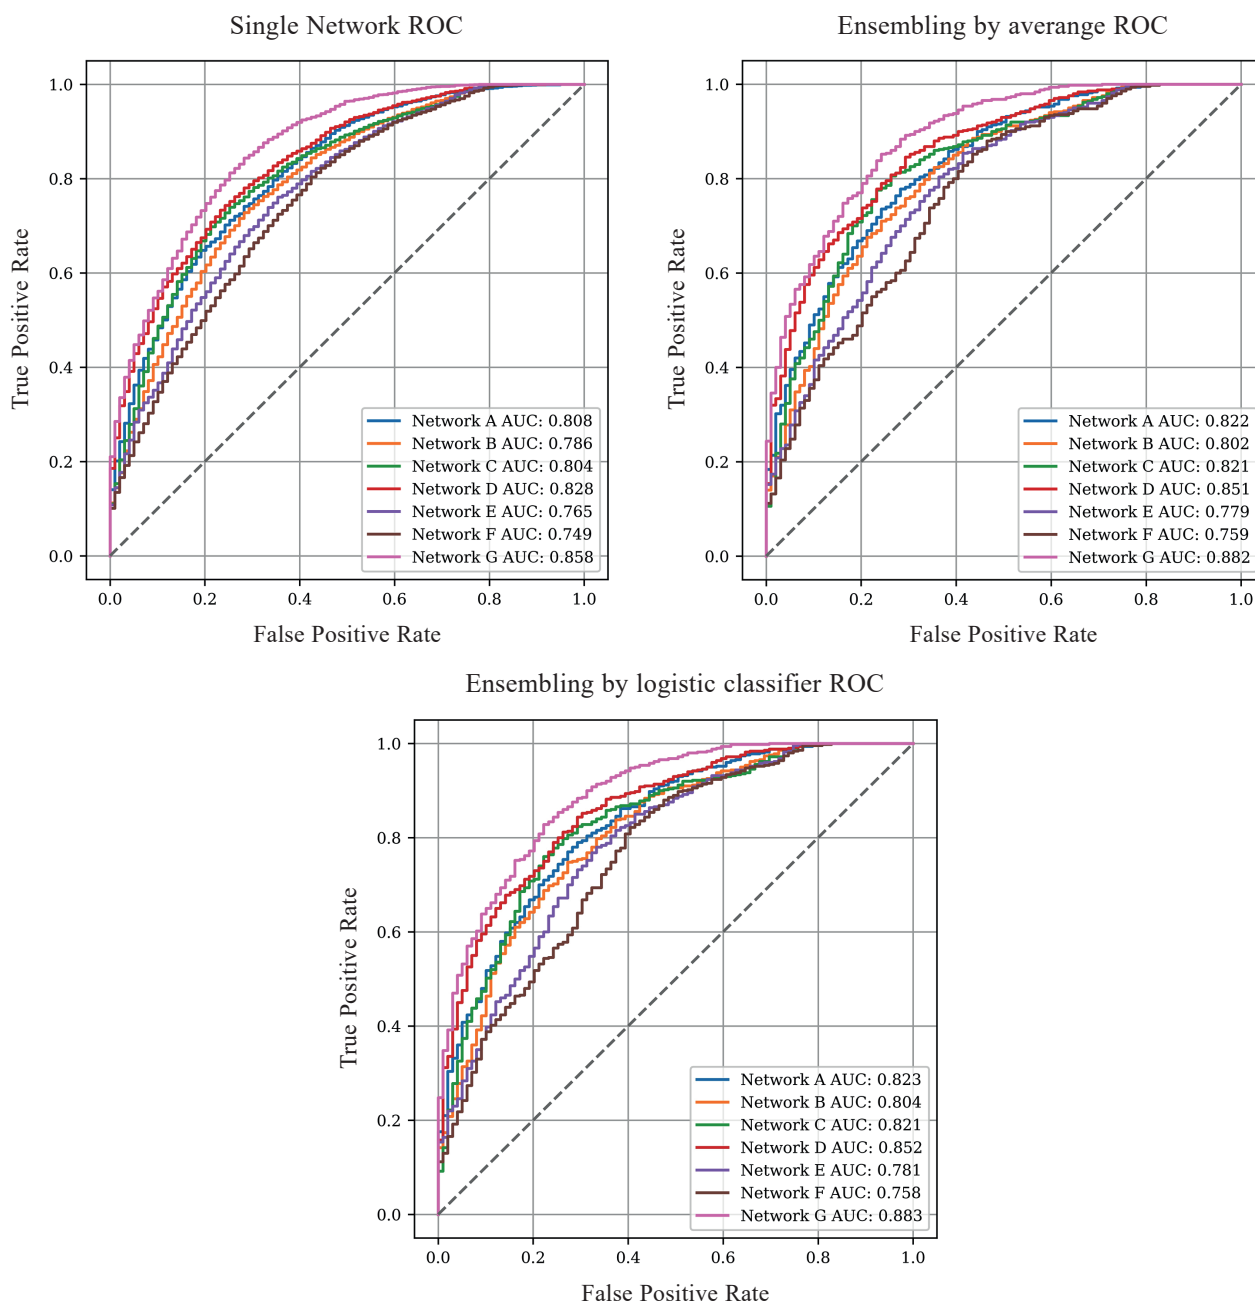 Single Network ROC
True Positive Rate
1.0
0.8
0.6
0.4
0.2
0.0
Network A AUC: 0.808
Network B AUC: 0.786
Network C AUC: 0.804
Network D AUC: 0.828
Network E AUC: 0.765
Network F AUC: 0.749
Network G AUC: 0.858
0.0 0.2 0.4 0.6 0.8 1.0
False Positive Rate
Ensembling by averange ROC
True Positive Rate
1.0
0.8
0.6
0.4
0.2
0.0
Network A AUC: 0.822
Network B AUC: 0.802
Network C AUC: 0.821
Network D AUC: 0.851
Network E AUC: 0.779
Network F AUC: 0.759
Network G AUC: 0.882
0.0 0.2 0.4 0.6 0.8 1.0
False Positive Rate
Ensembling by logistic classifier ROC
True Positive Rate
1.0
0.8
0.6
0.4
0.2
0.0
Network A AUC: 0.823
Network B AUC: 0.804
Network C AUC: 0.821
Network D AUC: 0.852
Network E AUC: 0.781
Network F AUC: 0.758
Network G AUC: 0.883
0.0 0.2 0.4 0.6 0.8 1.0
False Positive Rate